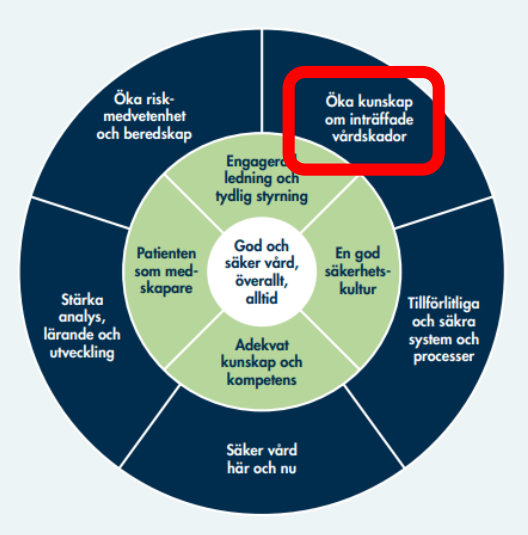 Öka risk-
medvetenhet
och beredskap
Öka kunskap
om inträffade
vårdskador
Engagerad
ledning och
tydlig styrning
Patienten
som med-
skapare
God och
säker vård,
överallt,
alltid
En god
säkerhets-
kultur
Stärka
analys,
lärande och
utveckling
Tillförlitliga
och säkra
system och
processer
Adekvat
kunskap och
kompetens
Säker vård
här och nu